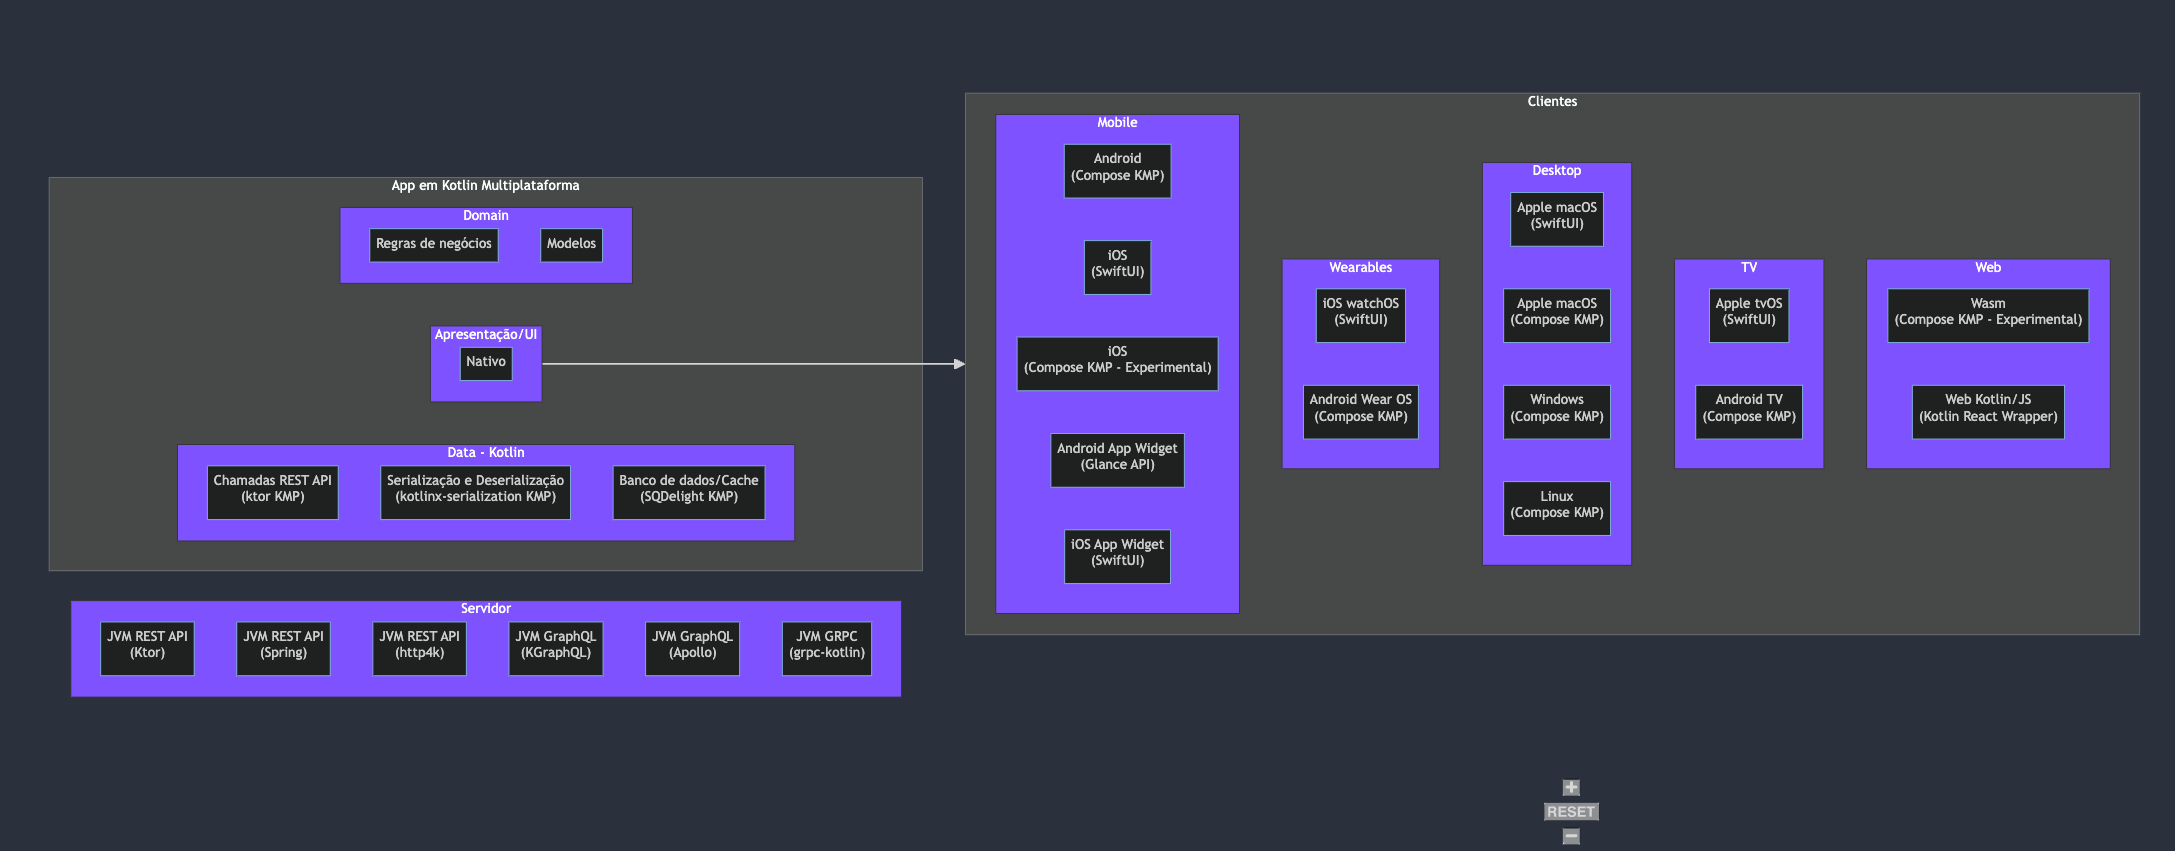 App em Kotlin Multiplataforma
Domain
Regras de negócios
Modelos
Apresentação/UI
Nativo
Data - Kotlin
Chamadas REST API
(ktor KMP)
Serialização e Deserialização
(kotlinx-serialization KMP)
Banco de dados/Cache
(SQDelight KMP)
Servidor
JVM REST API
(Ktor)
JVM REST API
(Spring)
JVM REST API
(http4k)
JVM GraphQL
(KGraphQL)
JVM GraphQL
(Apollo)
JVM GRPC
(grpc-kotlin)
Clientes
Mobile
Android
(Compose KMP)
iOS
(SwiftUI)
iOS
(Compose KMP - Experimental)
Android App Widget
(Glance API)
iOS App Widget
(SwiftUI)
Wearables
iOS watchOS
(SwiftUI)
Android Wear OS
(Compose KMP)
Desktop
Apple macOS
(SwiftUI)
Apple macOS
(Compose KMP)
Windows
(Compose KMP)
Linux
(Compose KMP)
TV
Apple tvOS
(SwiftUI)
Android TV
(Compose KMP)
Web
Wasm
(Compose KMP - Experimental)
Web Kotlin/JS
(Kotlin React Wrapper)
+
RESET
−